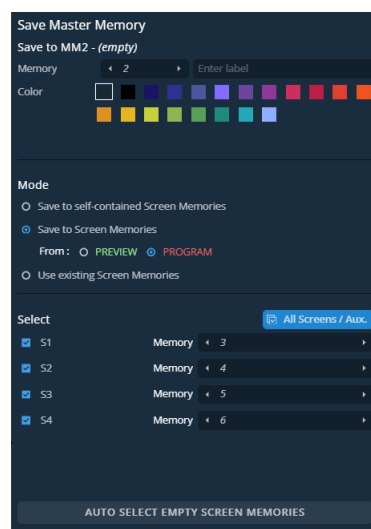 Save Master Memory
Save to MM2 - (empty)
Memory 2 Enter label
Color
Mode
Save to self-contained Screen Memories
Save to Screen Memories
From : PREVIEW PROGRAM
Use existing Screen Memories
Select All Screens / Aux.
S1 Memory 3
S2 Memory 4
S3 Memory 5
S4 Memory 6
AUTO SELECT EMPTY SCREEN MEMORIES